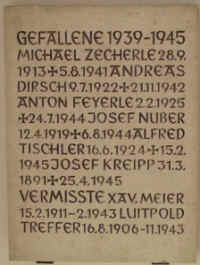 GEFALLENE 1939-1945
MICHAEL ZECHERLE 28.9.
1913+5.8.1941 ANDREAS
DIRSCH 9.7.1922+21.11.1942
ANTON FEYERLE 2.2.1925
+24.7.1944 JOSEF NUBER
12.4.1919+6.8.1944 ALFRED
TISCHLER 16.6.1924+15.2.
1945 JOSEF KREIPP 31.3.
1891+25.4.1945
VERMISSTE XAV. MEIER
15.2.1911-2.1943 LUITPOLD
TREFFER 16.8.1906-11.1943